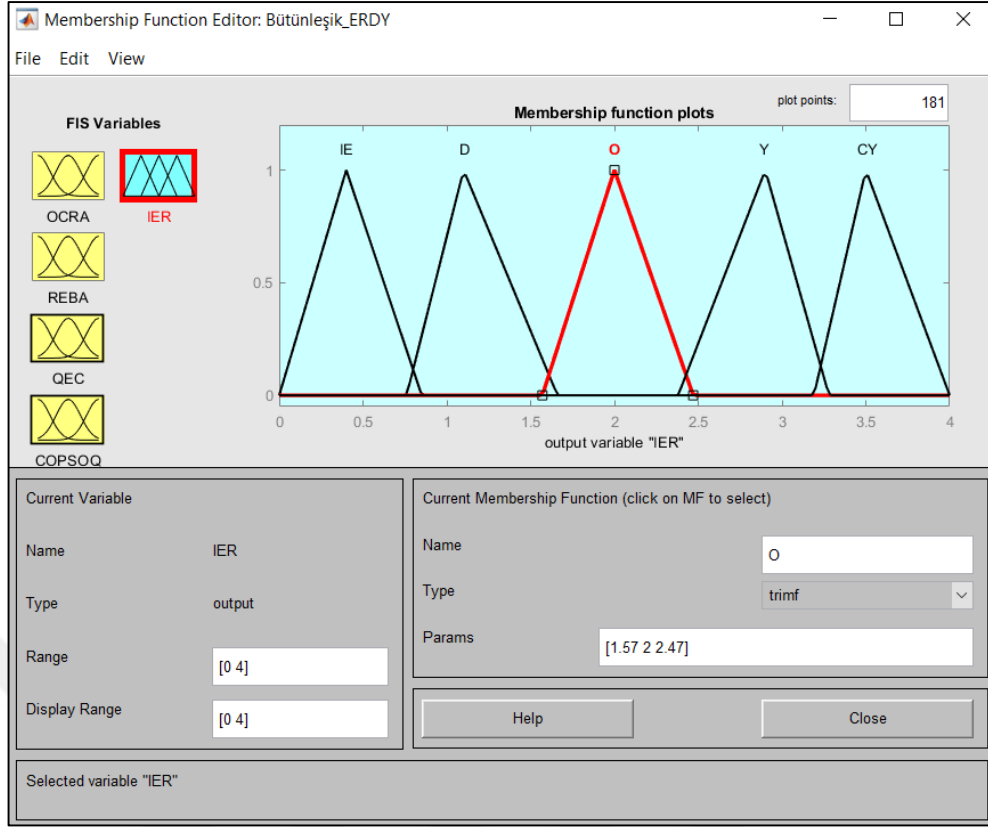 Membership Function Editor: Bütünleşik_ERDY
File Edit View
FIS Variables
OCRA
IER
REBA
QEC
COPSOQ
Membership function plots
plot points:
181
IE D O Y CY
1
0.5
0
0 0.5 1 1.5 2 2.5 3 3.5 4
output variable "IER"
Current Variable
Name IER
Type output
Range [0 4]
Display Range [0 4]
Current Membership Function (click on MF to select)
Name O
Type trimf
Params [1.57 2 2.47]
Help Close
Selected variable "IER"